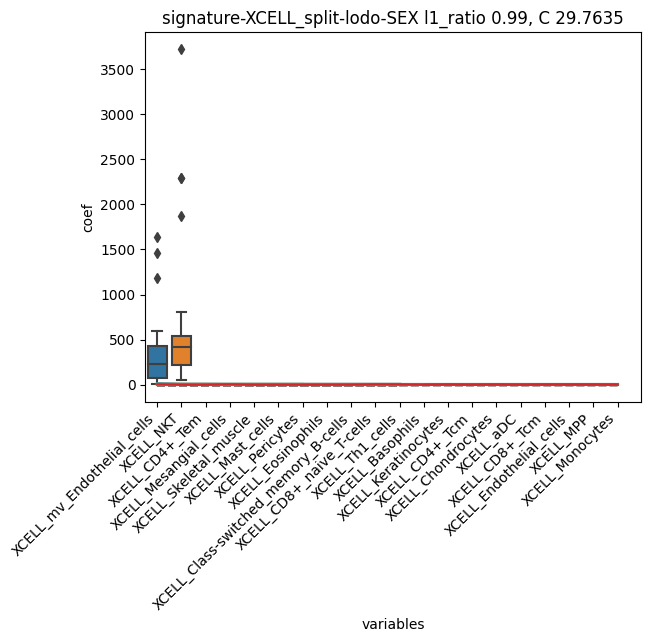 signature-XCELL_split-lodo-SEX l1_ratio 0.99, C 29.7635
3500
3000
2500
2000
1500
1000
500
0
coef
XCELL_mv_Endothelial_cells
XCELL_NKT
XCELL_CD4+_Tem
XCELL_Mesangial_cells
XCELL_Skeletal_muscle
XCELL_Mast_cells
XCELL_Pericytes
XCELL_Eosinophils
XCELL_Class-switched_memory_B-cells
XCELL_CD8+_naive_T-cells
XCELL_Th1_cells
XCELL_Basophils
XCELL_Keratinocytes
XCELL_CD4+_Tcm
XCELL_Chondrocytes
XCELL_aDC
XCELL_CD8+_Tcm
XCELL_Endothelial_cells
XCELL_MPP
XCELL_Monocytes
variables